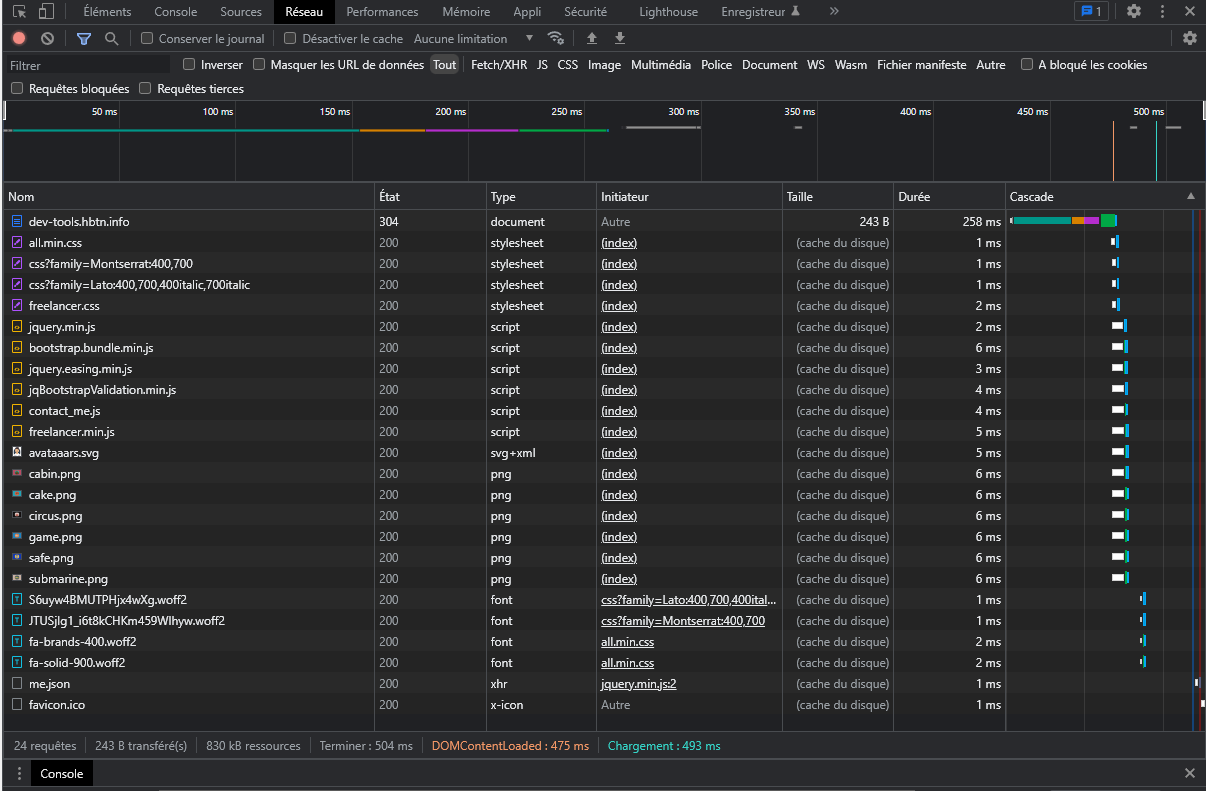 Éléments Console Sources Réseau Performances Mémoire Appli Sécurité Lighthouse Enregistreur » 1
Conserver le journal Désactiver le cache Aucune limitation
Filtrer Inverser Masquer les URL de données Tout Fetch/XHR JS CSS Image Multimédia Police Document WS Wasm Fichier manifeste Autre A bloqué les cookies
Requêtes bloquées Requêtes tierces
50 ms 100 ms 150 ms 200 ms 250 ms 300 ms 350 ms 400 ms 450 ms 500 ms
Nom État Type Initiateur Taille Durée Cascade
dev-tools.hbtn.info 304 document Autre 243 B 258 ms
all.min.css 200 stylesheet (index) (cache du disque) 1 ms
css?family=Montserrat:400,700 200 stylesheet (index) (cache du disque) 1 ms
css?family=Lato:400,700,400italic,700italic 200 stylesheet (index) (cache du disque) 1 ms
freelancer.css 200 stylesheet (index) (cache du disque) 2 ms
jquery.min.js 200 script (index) (cache du disque) 2 ms
bootstrap.bundle.min.js 200 script (index) (cache du disque) 6 ms
jquery.easing.min.js 200 script (index) (cache du disque) 3 ms
jqBootstrapValidation.min.js 200 script (index) (cache du disque) 4 ms
contact_me.js 200 script (index) (cache du disque) 4 ms
freelancer.min.js 200 script (index) (cache du disque) 5 ms
avataaars.svg 200 svg+xml (index) (cache du disque) 5 ms
cabin.png 200 png (index) (cache du disque) 6 ms
cake.png 200 png (index) (cache du disque) 6 ms
circus.png 200 png (index) (cache du disque) 6 ms
game.png 200 png (index) (cache du disque) 6 ms
safe.png 200 png (index) (cache du disque) 6 ms
submarine.png 200 png (index) (cache du disque) 6 ms
S6uyw4BMUTPHjx4wXg.woff2 200 font css?family=Lato:400,700,400ital... (cache du disque) 1 ms
JTUSjIg1_i6t8kCHKm459WIhyw.woff2 200 font css?family=Montserrat:400,700 (cache du disque) 1 ms
fa-brands-400.woff2 200 font all.min.css (cache du disque) 2 ms
fa-solid-900.woff2 200 font all.min.css (cache du disque) 2 ms
me.json 200 xhr jquery.min.js:2 (cache du disque) 1 ms
favicon.ico 200 x-icon Autre (cache du disque) 1 ms
24 requêtes 243 B transféré(s) 830 kB ressources Terminer : 504 ms DOMContentLoaded : 475 ms Chargement : 493 ms
Console